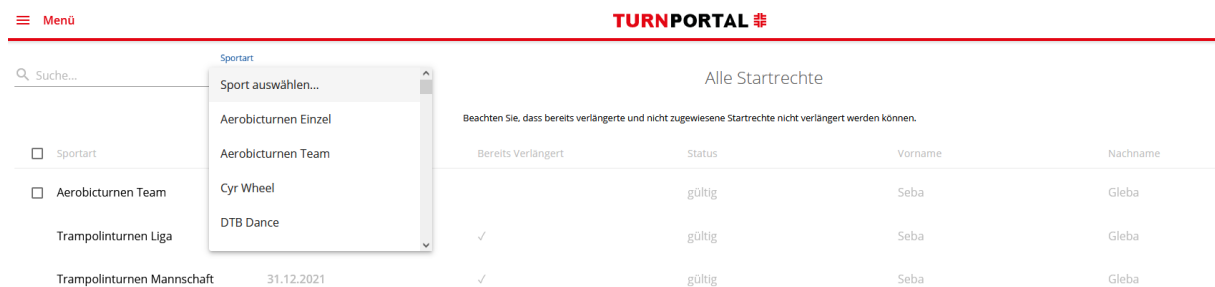 Menü
TURNPORTAL
Sportart
Suche...
Sport auswählen...
Alle Startrechte
Aerobicturnen Einzel
Beachten Sie, dass bereits verlängerte und nicht zugewiesene Startrechte nicht verlängert werden können.
Sportart
Aerobicturnen Team
Bereits Verlängert
Status
Vorname
Nachname
Aerobicturnen Team
Cyr Wheel
gültig
Seba
Gleba
DTB Dance
Trampolinturnen Liga
✓
gültig
Seba
Gleba
Trampolinturnen Mannschaft
31.12.2021
✓
gültig
Seba
Gleba